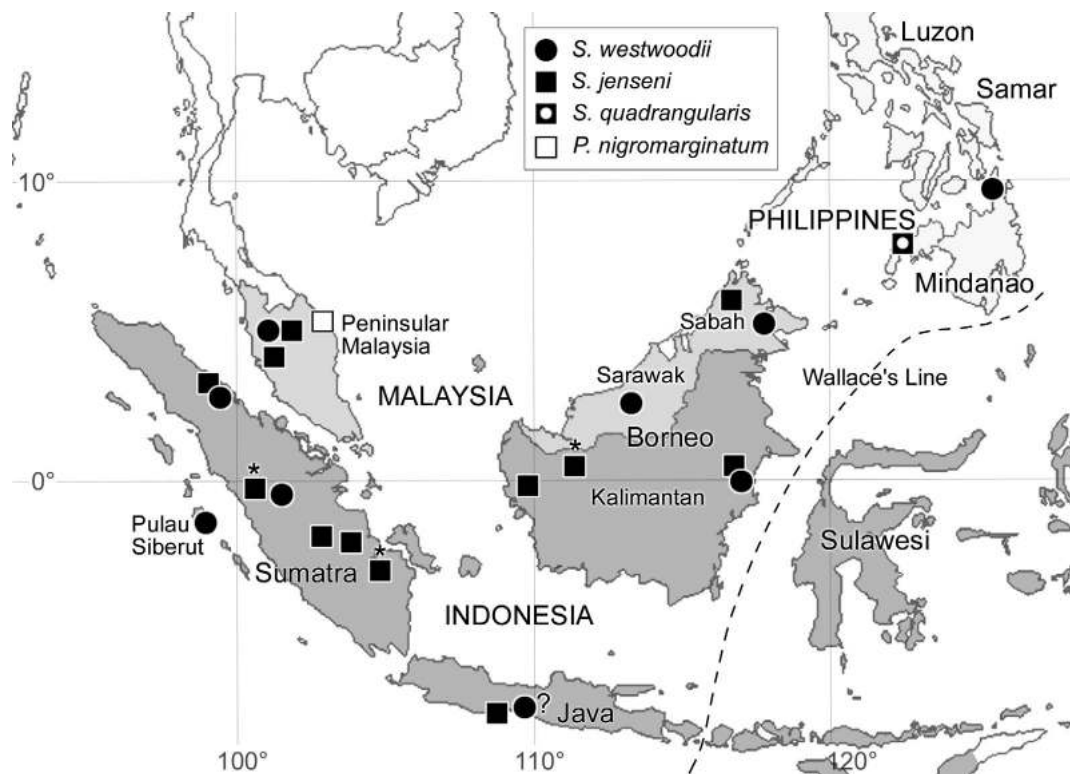 Luzon
S. westwoodii
S. jenseni
Samar
S. quadrangularis
P. nigromarginatum
10°
PHILIPPINES
Mindanao
Peninsular
Malaysia
Sabah
Wallace's Line
Sarawak
MALAYSIA
Borneo
*
*
0°
Kalimantan
Pulau
Siberut
Sulawesi
*
Sumatra
INDONESIA
?
Java
100°
110°
120°